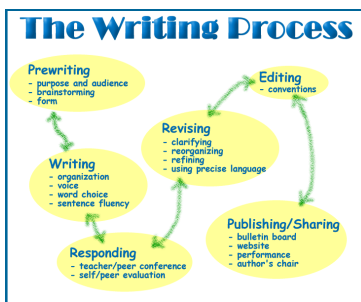 The Writing Process
Prewriting
- purpose and audience
- brainstorming
- form
Writing
- organization
- voice
- word choice
- sentence fluency
Responding
- teacher/peer conference
- self/peer evaluation
Revising
- clarifying
- reorganizing
- refining
- using precise language
Editing
- conventions
Publishing/Sharing
- bulletin board
- website
- performance
- author's chair